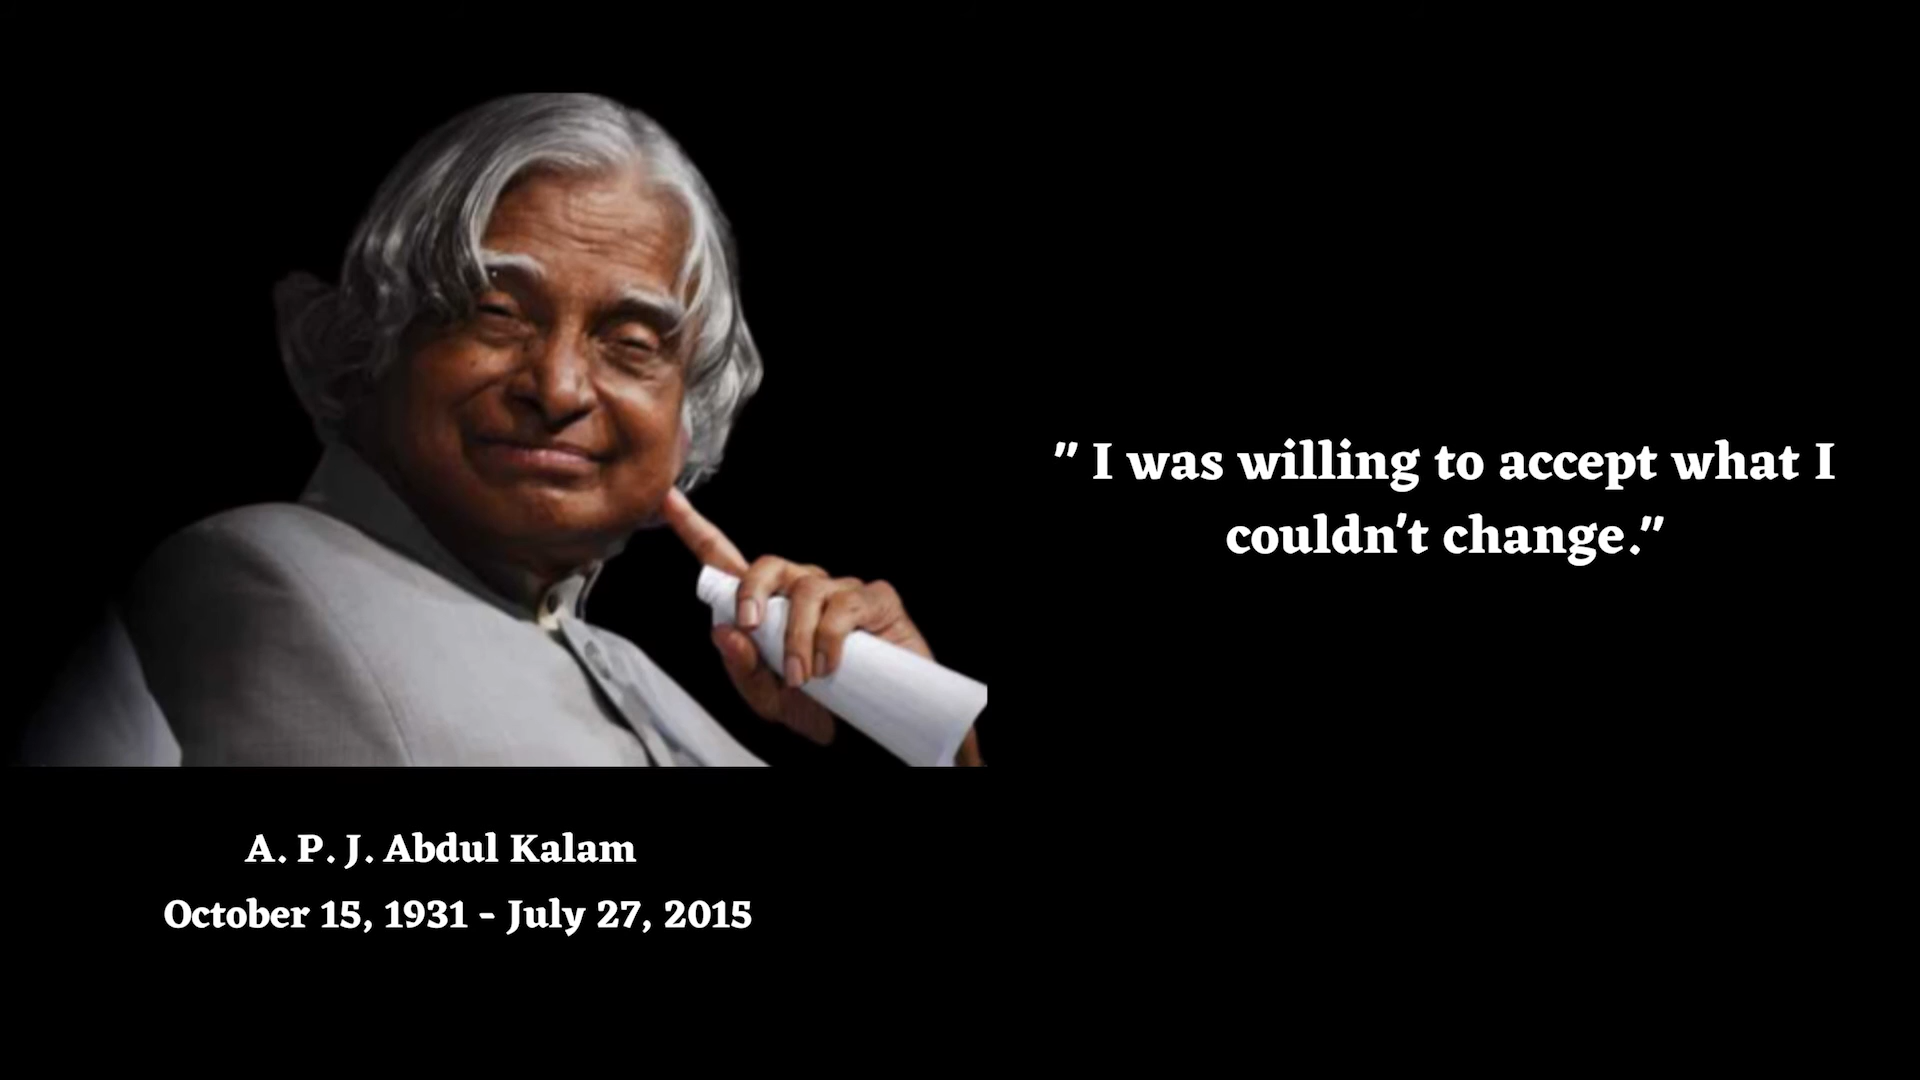 " I was willing to accept what I
couldn't change."
A. P. J. Abdul Kalam
October 15, 1931 - July 27, 2015